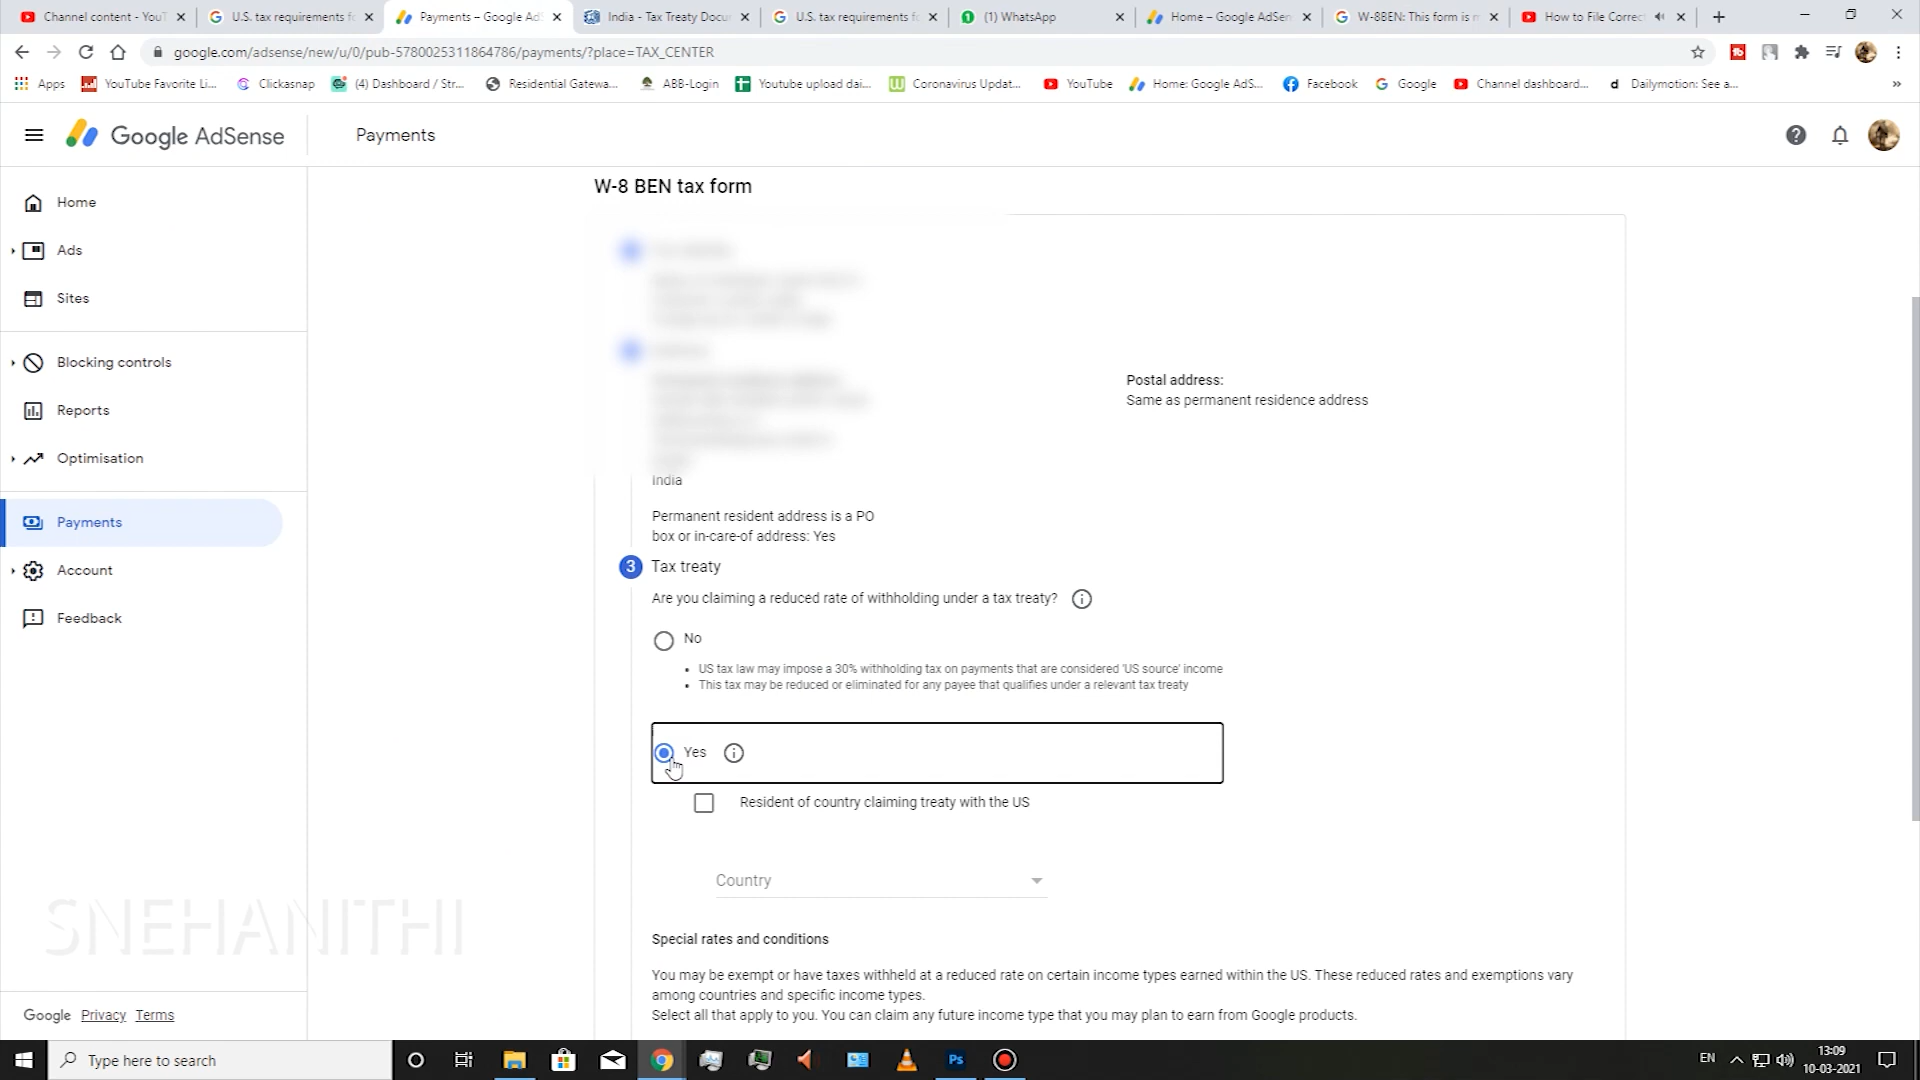 Channel content - YouT
U.S. tax requirements fo
Payments – Google Ad
India - Tax Treaty Docu
U.S. tax requirements fo
(1) WhatsApp
Home – Google AdSen
W-8BEN: This form is m
How to File Correct
google.com/adsense/new/u/0/pub-5780025311864786/payments/?place=TAX_CENTER
Apps
YouTube Favorite Li...
Clickasnap
(4) Dashboard / Str...
Residential Gatewa...
ABB-Login
Youtube upload dai...
Coronavirus Updat...
YouTube
Home: Google AdS...
Facebook
Google
Channel dashboard...
Dailymotion: See a...
Google AdSense
Payments
W-8 BEN tax form
Home
Ads
Sites
Blocking controls
Reports
Optimisation
Payments
Account
Feedback
Postal address:
Same as permanent residence address
India
Permanent resident address is a PO
box or in-care-of address: Yes
3 Tax treaty
Are you claiming a reduced rate of withholding under a tax treaty?
No
• US tax law may impose a 30% withholding tax on payments that are considered 'US source' income
• This tax may be reduced or eliminated for any payee that qualifies under a relevant tax treaty
Yes
Resident of country claiming treaty with the US
Country
SNEHANITHI
Special rates and conditions
You may be exempt or have taxes withheld at a reduced rate on certain income types earned within the US. These reduced rates and exemptions vary
among countries and specific income types.
Select all that apply to you. You can claim any future income type that you may plan to earn from Google products.
Google Privacy Terms
Type here to search
Ps
EN
13:09
10-03-2021